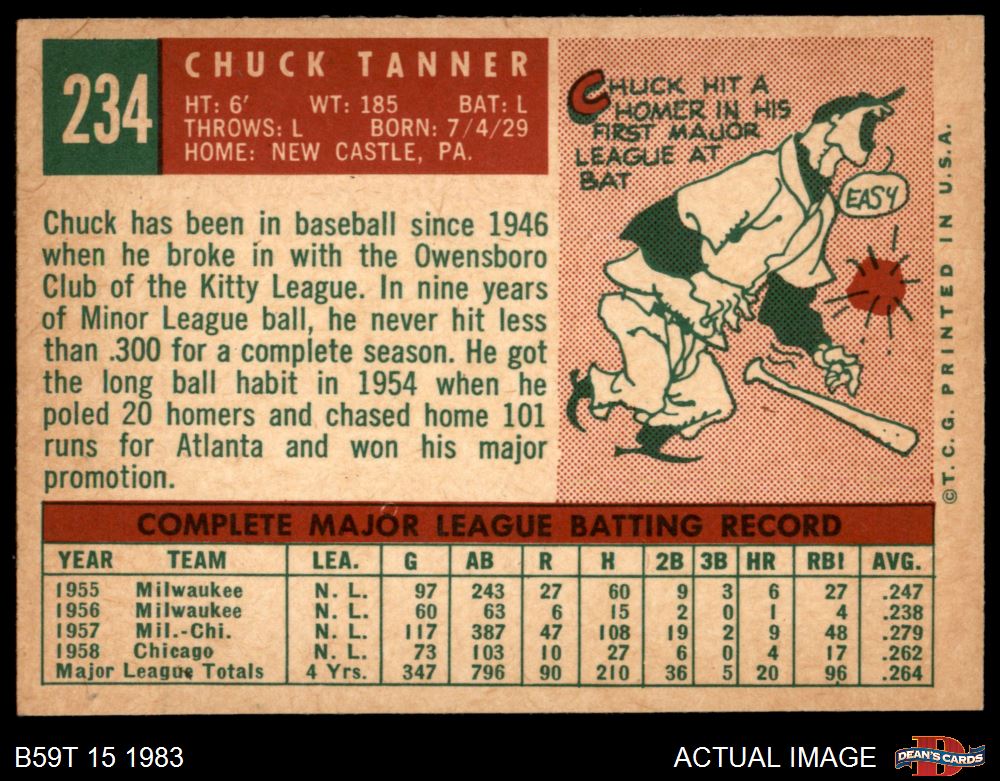 234
CHUCK TANNER
HT: 6' WT: 185 BAT: L
THROWS: L BORN: 7/4/29
HOME: NEW CASTLE, PA.
CHUCK HIT A
HOMER IN HIS
FIRST MAJOR
LEAGUE AT
BAT
EASY
©T.C.G. PRINTED IN U.S.A.
Chuck has been in baseball since 1946
when he broke in with the Owensboro
Club of the Kitty League. In nine years
of Minor League ball, he never hit less
than .300 for a complete season. He got
the long ball habit in 1954 when he
poled 20 homers and chased home 101
runs for Atlanta and won his major
promotion.
COMPLETE MAJOR LEAGUE BATTING RECORD
YEAR TEAM LEA. G AB R H 2B 3B HR RBI AVG.
1955 Milwaukee N. L. 97 243 27 60 9 3 6 27 .247
1956 Milwaukee N. L. 60 63 6 15 2 0 1 4 .238
1957 Mil.-Chi. N. L. 117 387 47 108 19 2 9 48 .279
1958 Chicago N. L. 73 103 10 27 6 0 4 17 .262
Major League Totals 4 Yrs. 347 796 90 210 36 5 20 96 .264
B59T 15 1983
ACTUAL IMAGE
D
DEAN'S CARDS